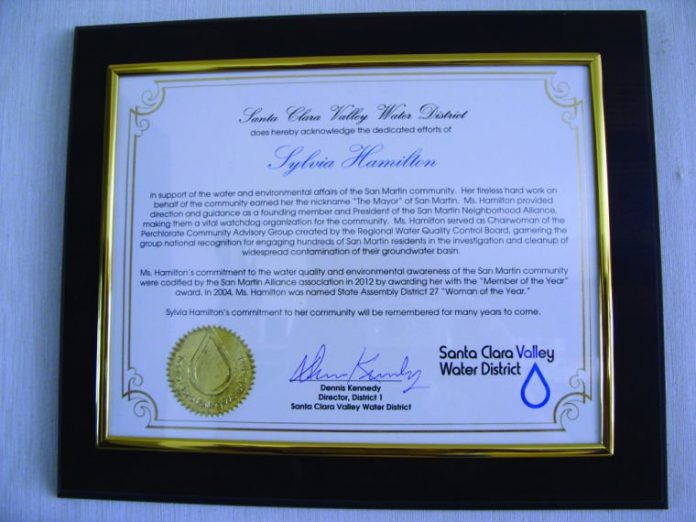 Santa Clara Valley Water District
does hereby acknowledge the dedicated efforts of
Sylvia Hamilton
in support of the water and environmental affairs of the San Martin community. Her tireless hard work on
behalf of the community earned her the nickname "The Mayor" of San Martin. Ms. Hamilton provided
direction and guidance as a founding member and President of the San Martin Neighborhood Alliance,
making them a vital watchdog organization for the community. Ms. Hamilton served as Chairwoman of the
Perchlorate Community Advisory Group created by the Regional Water Quality Control Board, garnering the
group national recognition for engaging hundreds of San Martin residents in the investigation and cleanup of
widespread contamination of their groundwater basin.
Ms. Hamilton's commitment to the water quality and environmental awareness of the San Martin community
were codified by the San Martin Alliance association in 2012 by awarding her with the "Member of the Year"
award. In 2004, Ms. Hamilton was named State Assembly District 27 "Woman of the Year."
Sylvia Hamilton's commitment to her community will be remembered for many years to come.
Dennis Kennedy
Dennis Kennedy
Director, District 1
Santa Clara Valley Water District
Santa Clara Valley
Water District